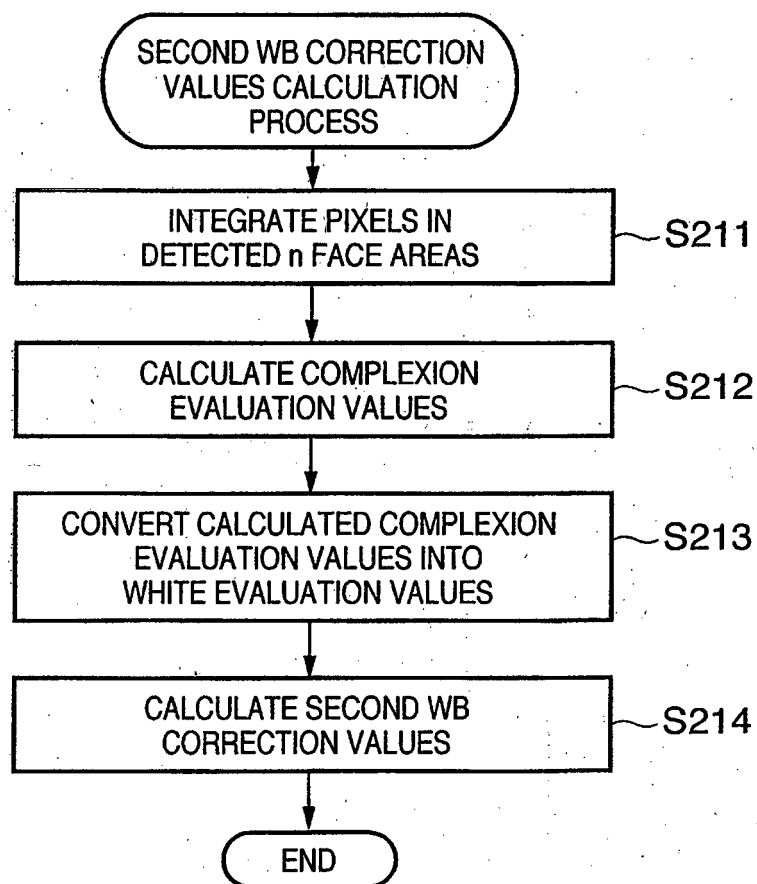 SECOND WB CORRECTION
VALUES CALCULATION
PROCESS
INTEGRATE PIXELS IN
DETECTED n FACE AREAS
S211
CALCULATE COMPLEXION
EVALUATION VALUES
S212
CONVERT CALCULATED COMPLEXION
EVALUATION VALUES INTO
WHITE EVALUATION VALUES
S213
CALCULATE SECOND WB
CORRECTION VALUES
S214
END